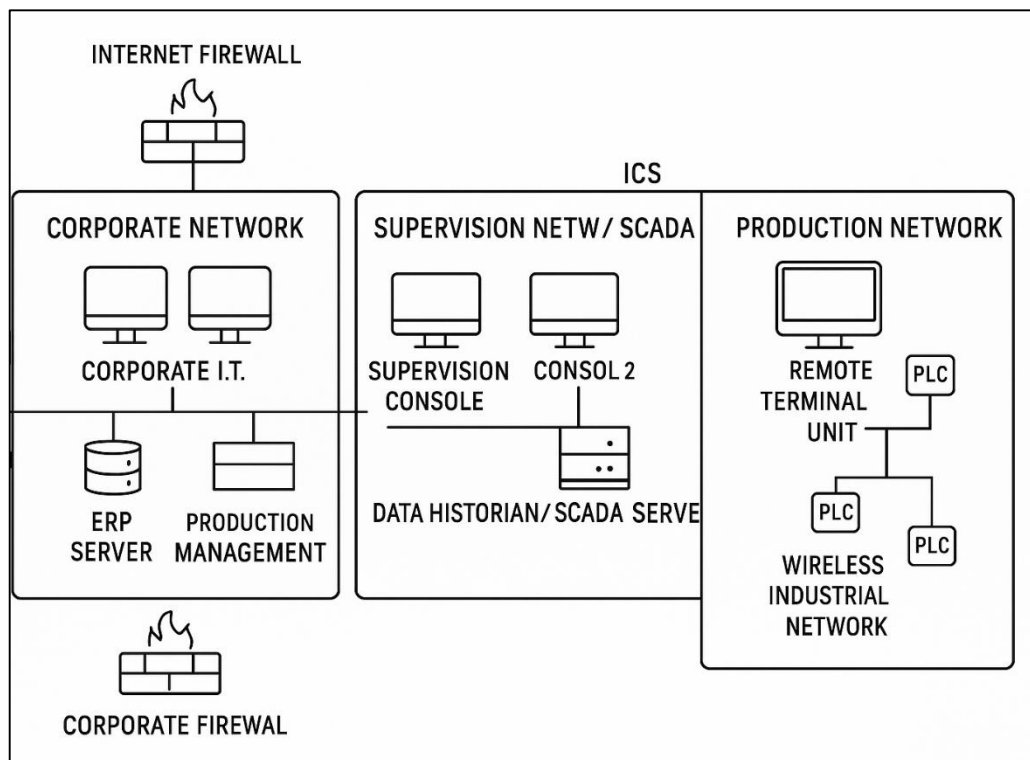 INTERNET FIREWALL
ICS
CORPORATE NETWORK
CORPORATE I.T.
ERP
SERVER
PRODUCTION
MANAGEMENT
CORPORATE FIREWAL
SUPERVISION NETW/ SCADA
SUPERVISION
CONSOLE
CONSOL 2
DATA HISTORIAN/ SCADA SERVE
PRODUCTION NETWORK
REMOTE
TERMINAL
UNIT
PLC
PLC
PLC
WIRELESS
INDUSTRIAL
NETWORK